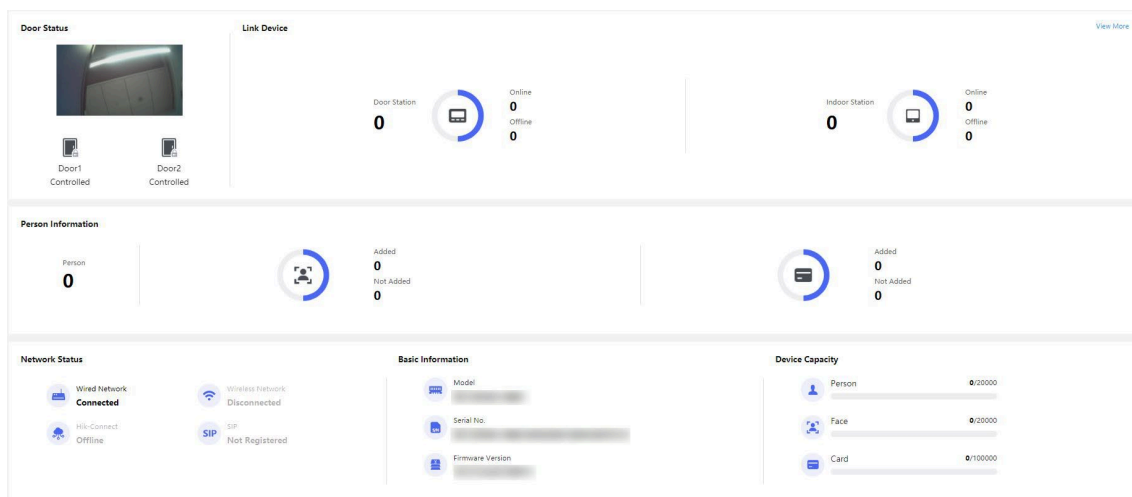 Door Status
Link Device
View More
Door Station
0
Online
0
Offline
0
Indoor Station
0
Online
0
Offline
0
Door1
Controlled
Door2
Controlled
Person Information
Person
0
Added
0
Not Added
0
Added
0
Not Added
0
Network Status
Wired Network
Connected
Wireless Network
Disconnected
Hik-Connect
Offline
SIP
SIP
Not Registered
Basic Information
Model
Serial No.
Firmware Version
Device Capacity
Person
0/20000
Face
0/20000
Card
0/100000